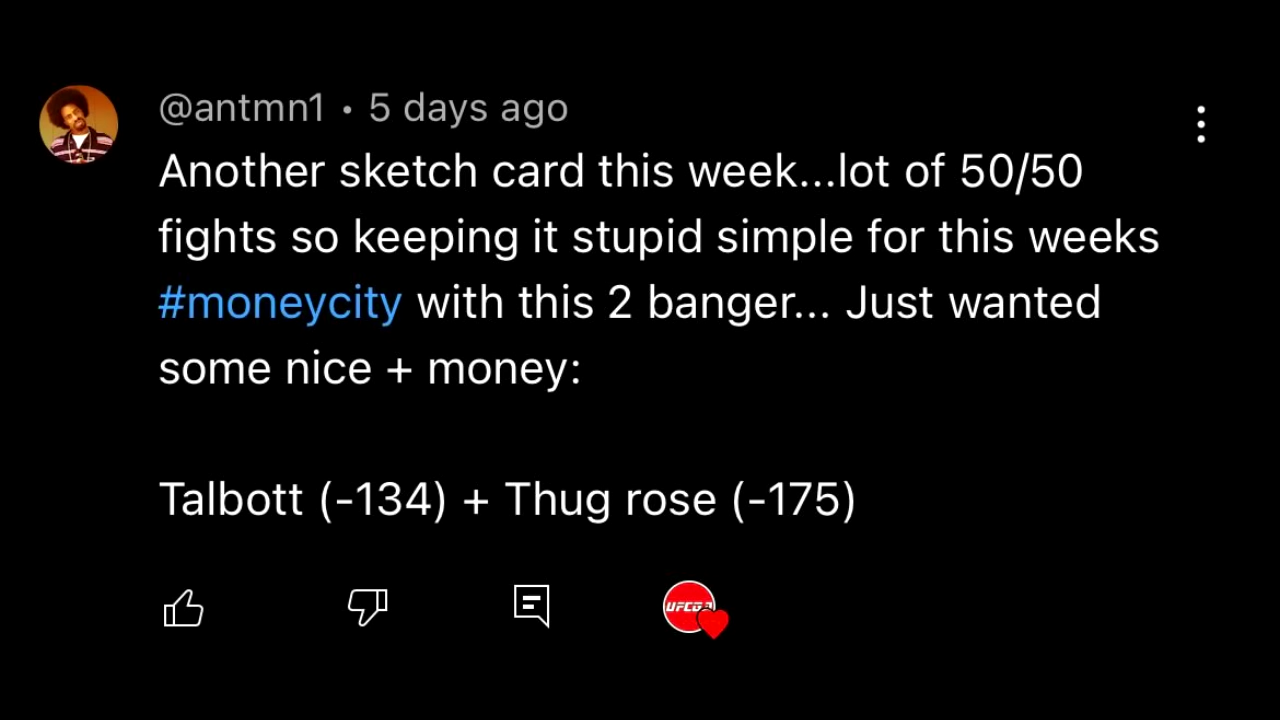 @antmn1 • 5 days ago
Another sketch card this week...lot of 50/50
fights so keeping it stupid simple for this weeks
#moneycity with this 2 banger... Just wanted
some nice + money:
Talbott (-134) + Thug rose (-175)